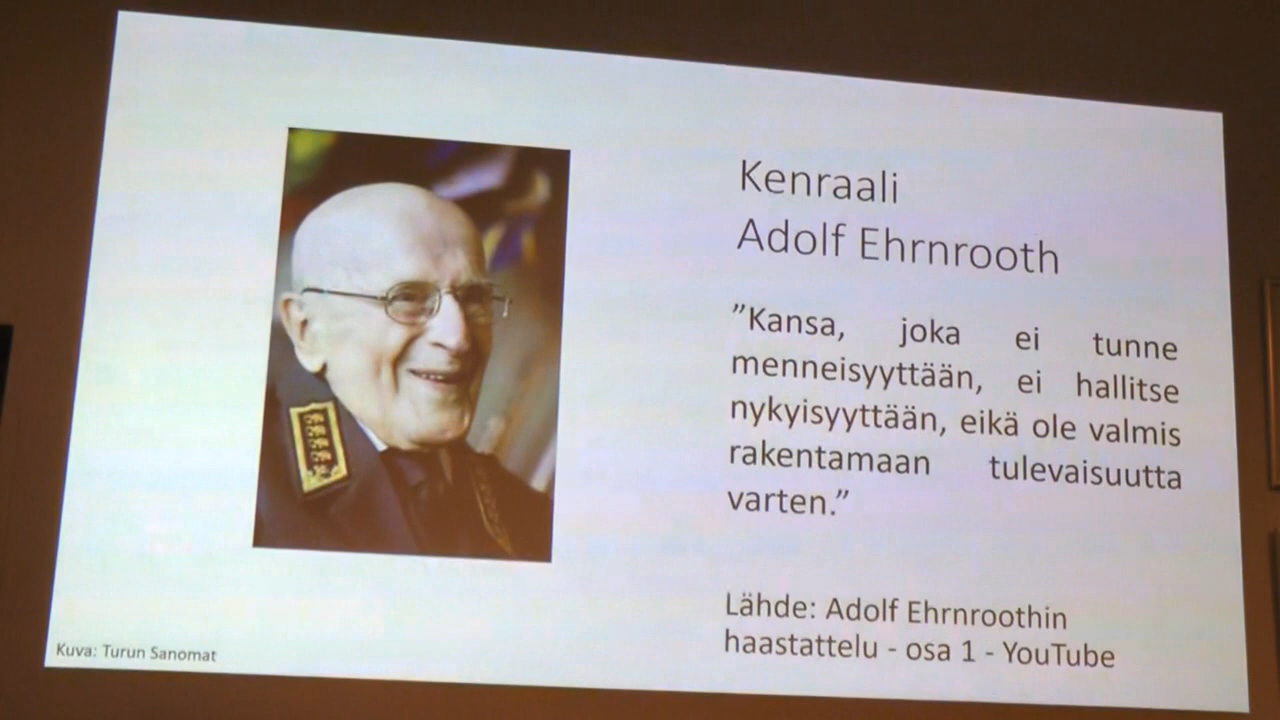 Kenraali
Adolf Ehrnrooth
”Kansa, joka ei tunne
menneisyyttään, ei hallitse
nykyisyyttään, eikä ole valmis
rakentamaan tulevaisuutta
varten.”
Lähde: Adolf Ehrnroothin
haastattelu - osa 1 - YouTube
Kuva: Turun Sanomat